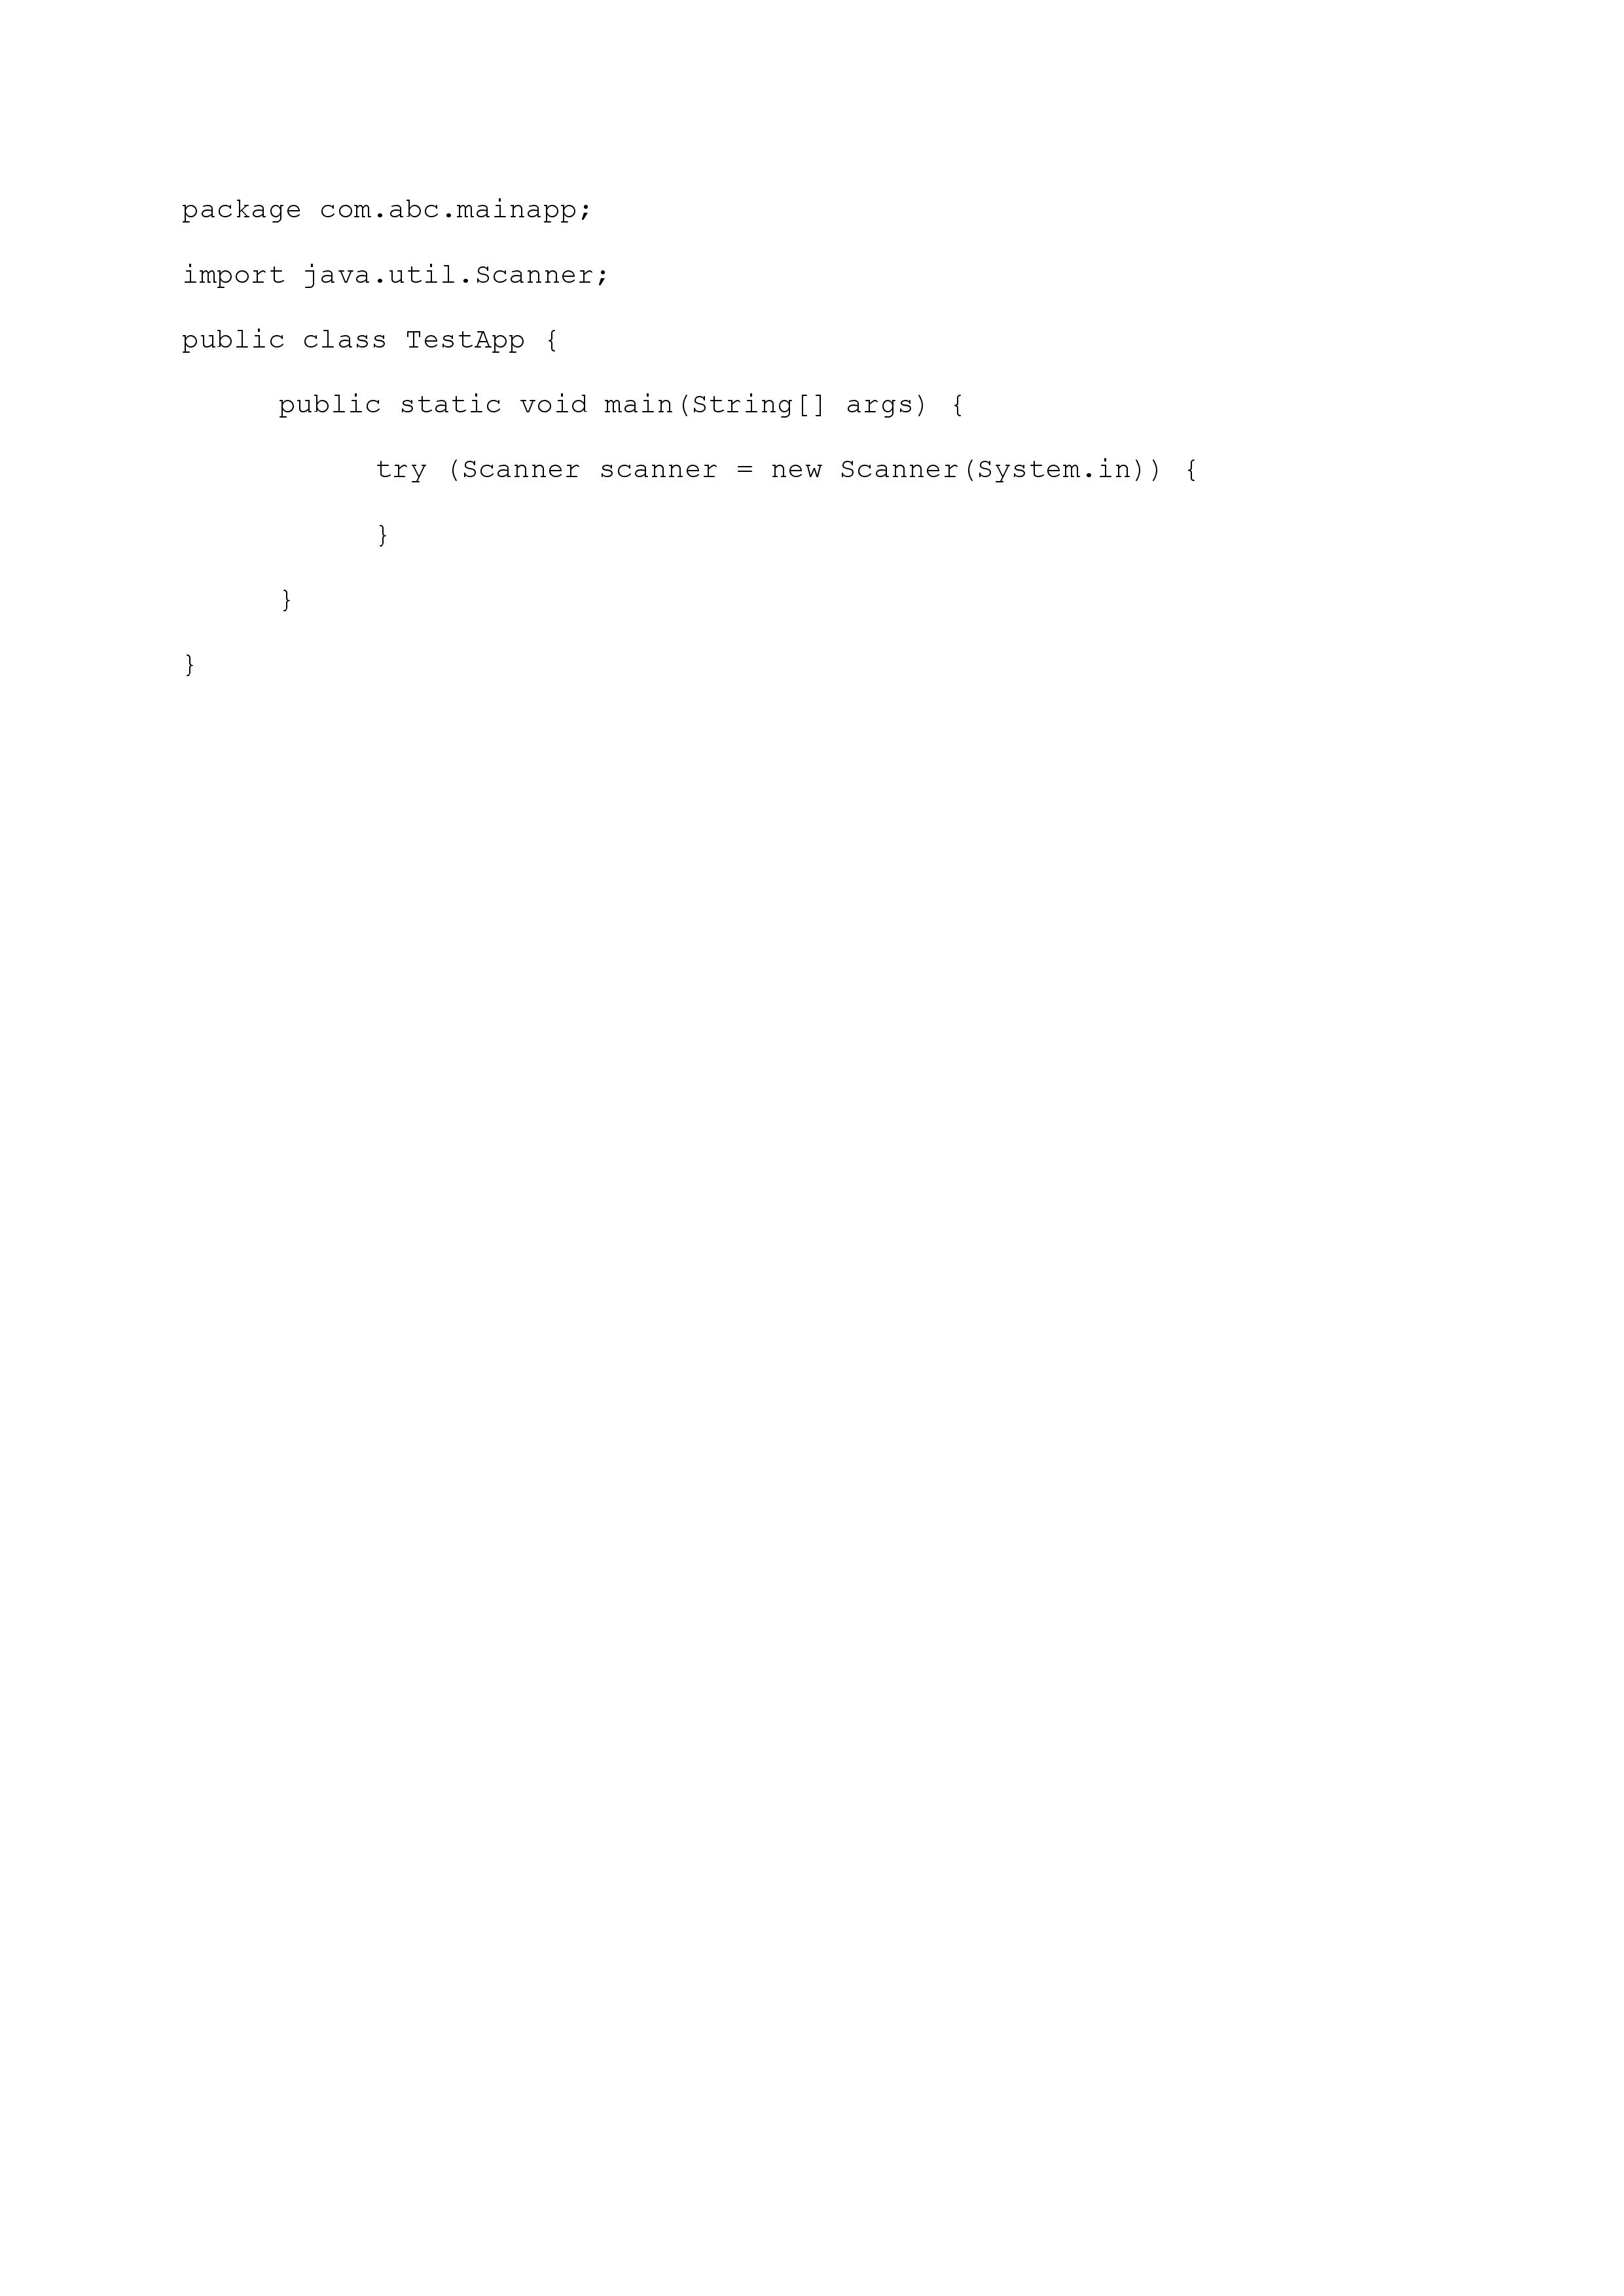 package com.abc.mainapp;
import java.util.Scanner;
public class TestApp {
public static void main(String[] args) {
try (Scanner scanner = new Scanner(System.in)) {
}
}
}